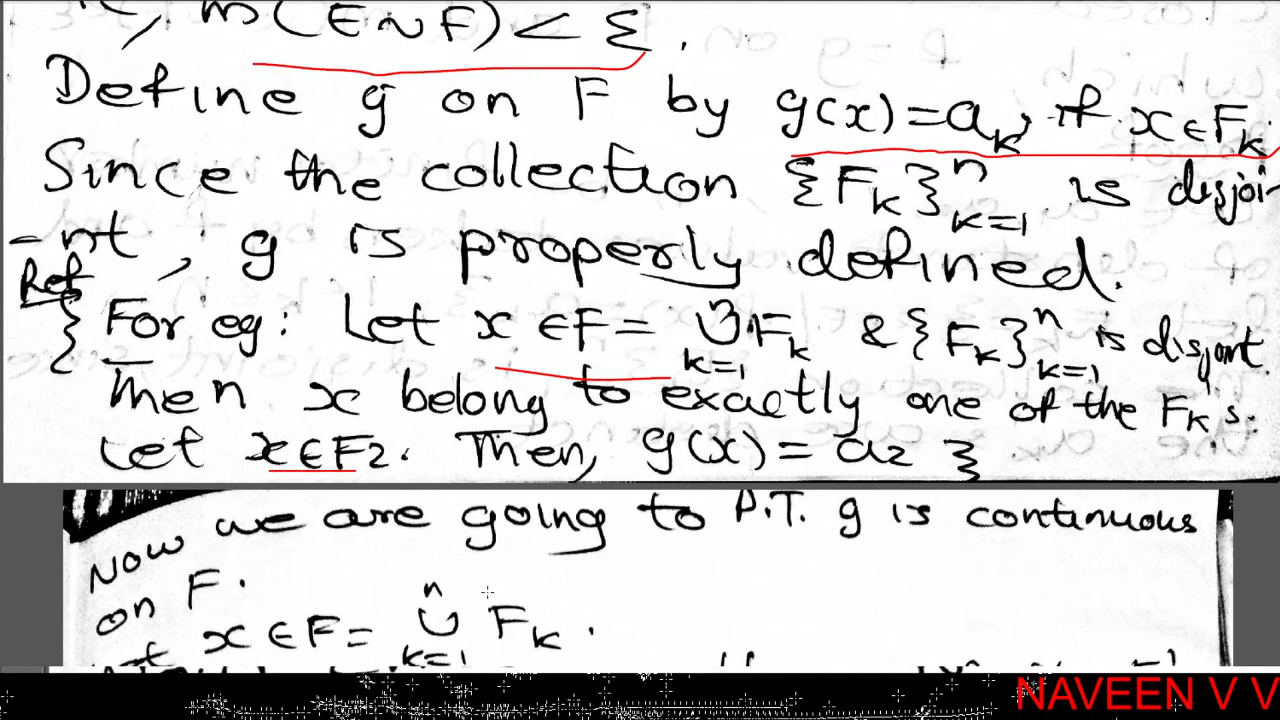 m(E~F) < ε.
Define g on F by g(x) = a_k, if x ∈ F_k.
Since the collection {F_k}_{k=1}^n is disjoi-
-nt, g is properly defined.
Ref
{ For eg: Let x ∈ F = ∪_{k=1}^n F_k & {F_k}_{k=1}^n is disjoint.
Then x belong to exactly one of the F_k s.
Let x ∈ F_2. Then, g(x) = a_2 }
Now we are going to P.T. g is continuous
on F.
x ∈ F = ∪_{k=1}^n F_k.
NAVEEN V V